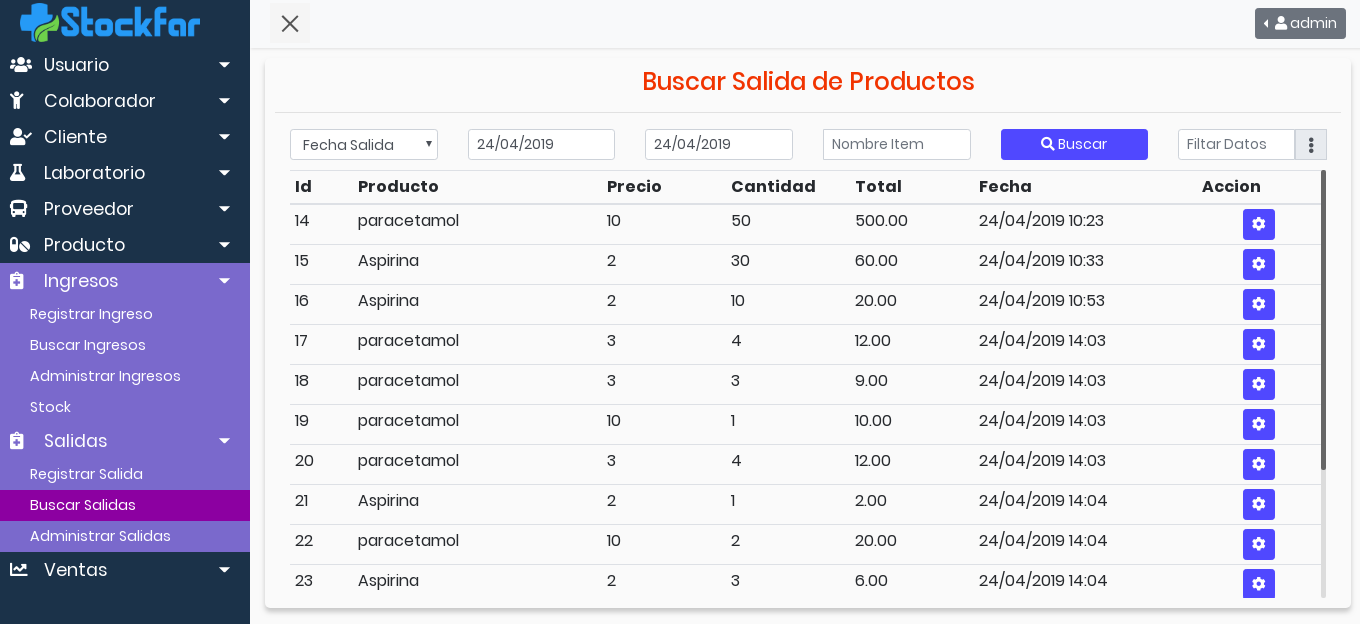 Stockfar
admin
Usuario
Colaborador
Cliente
Laboratorio
Proveedor
Producto
Ingresos
Registrar Ingreso
Buscar Ingresos
Administrar Ingresos
Stock
Salidas
Registrar Salida
Buscar Salidas
Administrar Salidas
Ventas
Buscar Salida de Productos
Fecha Salida 24/04/2019 24/04/2019 Nombre Item Buscar Filtar Datos
Id Producto Precio Cantidad Total Fecha Accion
14 paracetamol 10 50 500.00 24/04/2019 10:23
15 Aspirina 2 30 60.00 24/04/2019 10:33
16 Aspirina 2 10 20.00 24/04/2019 10:53
17 paracetamol 3 4 12.00 24/04/2019 14:03
18 paracetamol 3 3 9.00 24/04/2019 14:03
19 paracetamol 10 1 10.00 24/04/2019 14:03
20 paracetamol 3 4 12.00 24/04/2019 14:03
21 Aspirina 2 1 2.00 24/04/2019 14:04
22 paracetamol 10 2 20.00 24/04/2019 14:04
23 Aspirina 2 3 6.00 24/04/2019 14:04